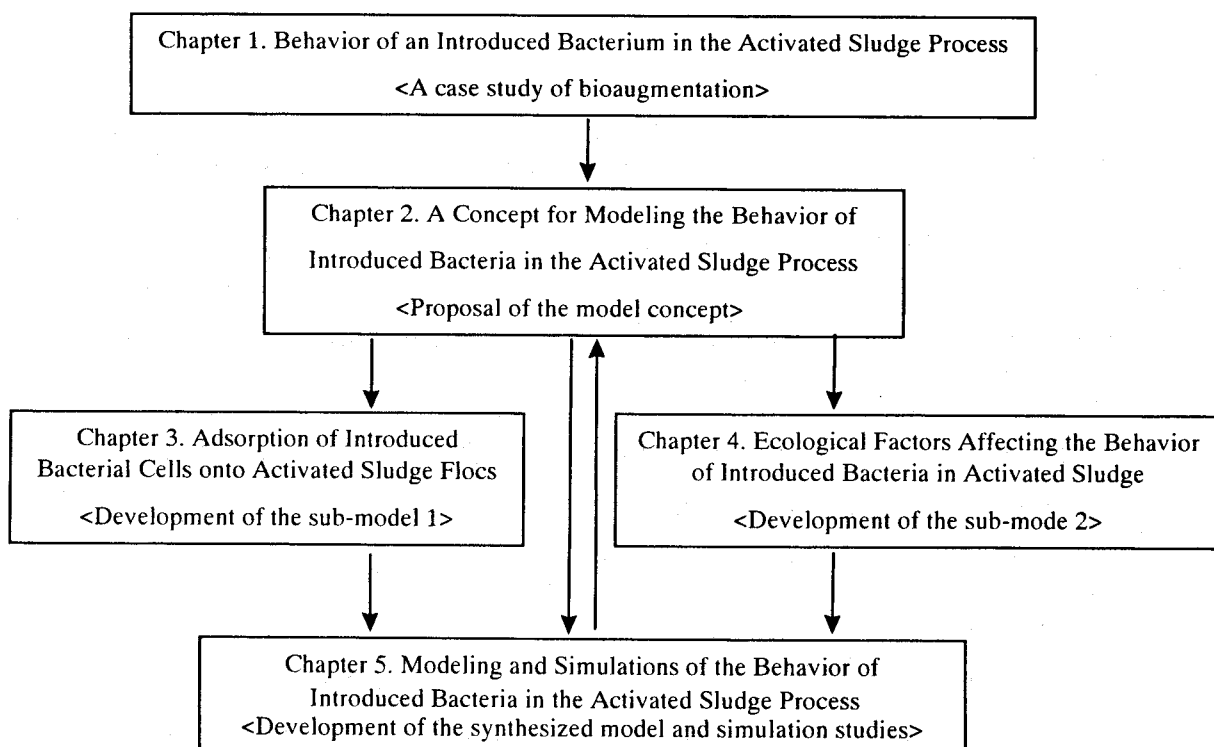 Chapter 1. Behavior of an Introduced Bacterium in the Activated Sludge Process
<A case study of bioaugmentation>
Chapter 2. A Concept for Modeling the Behavior of
Introduced Bacteria in the Activated Sludge Process
<Proposal of the model concept>
Chapter 3. Adsorption of Introduced
Bacterial Cells onto Activated Sludge Flocs
<Development of the sub-model 1>
Chapter 4. Ecological Factors Affecting the Behavior
of Introduced Bacteria in Activated Sludge
<Development of the sub-mode 2>
Chapter 5. Modeling and Simulations of the Behavior of
Introduced Bacteria in the Activated Sludge Process
<Development of the synthesized model and simulation studies>